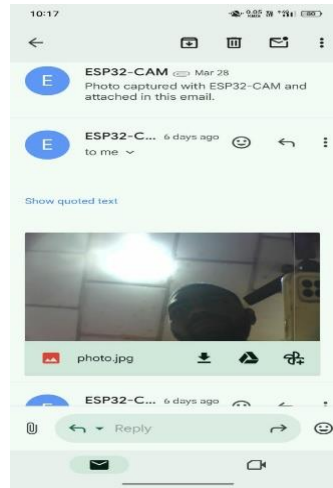 10:17
E
ESP32-CAM Mar 28
Photo captured with ESP32-CAM and
attached in this email.
E
ESP32-C... 6 days ago
to me
Show quoted text
photo.jpg
ESP32-C... 6 days ago
Reply